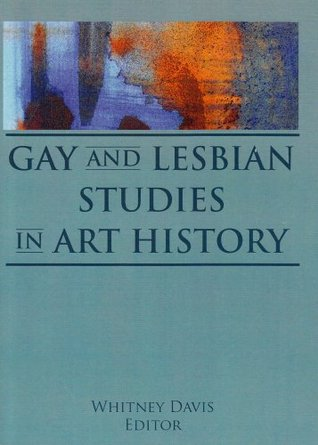 GAY AND LESBIAN
STUDIES
IN ART HISTORY
WHITNEY DAVIS
EDITOR